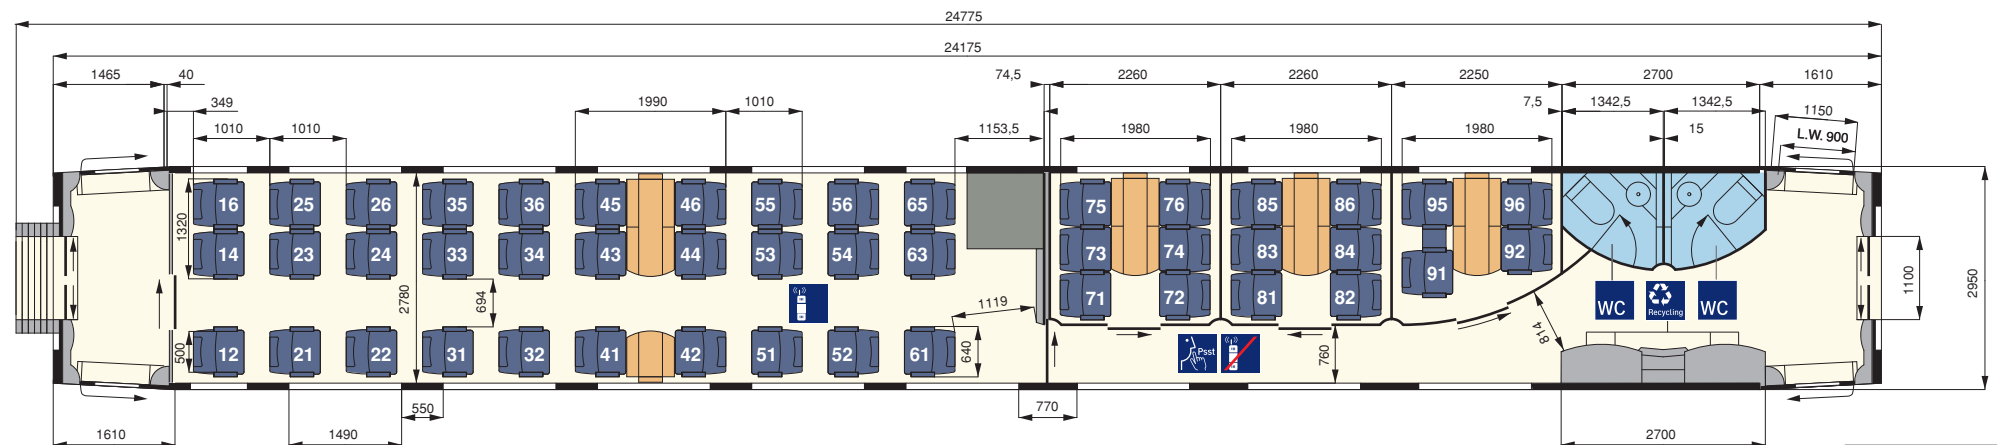 24775
24175
1465 40 74,5 2260 2260 2250 2700 1610
349 1990 1010 7,5 1342,5 1342,5 1150
1010 1010 1153,5 1980 1980 1980 15 L.W. 900
16 25 26 35 36 45 46 55 56 65 75 76 85 86 95 96
1320
14 23 24 33 34 43 44 53 54 63 73 74 83 84 91 92
2780 694 1119 71 72 81 82 WC Recycling WC 1100 2950
12 21 22 31 32 41 42 51 52 61
500 640 Psst 760 814
550 770
1610 1490 2700